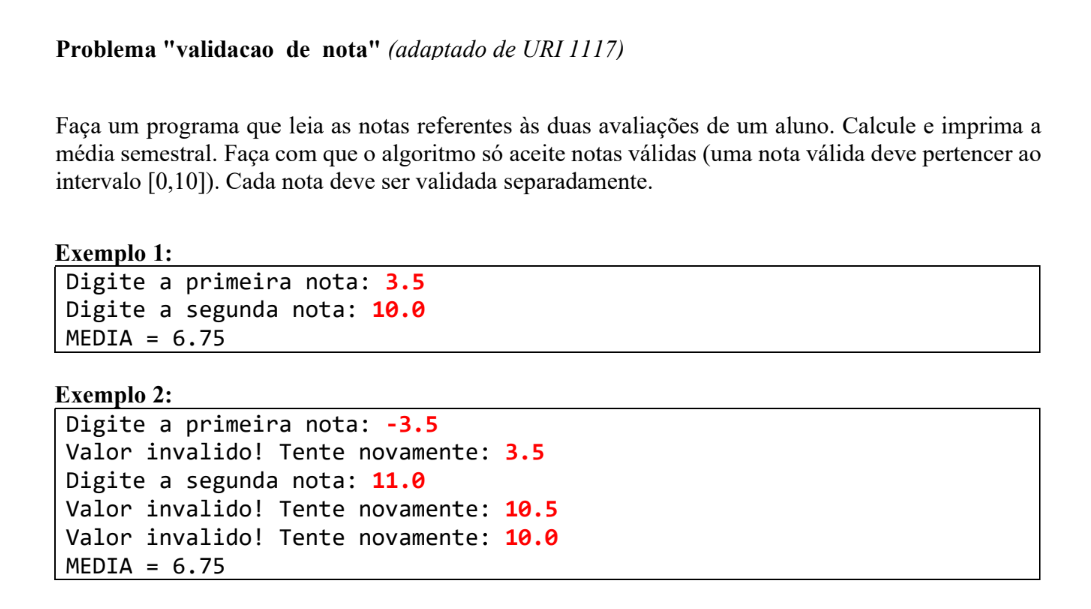 Problema "validacao de nota" (adaptado de URI 1117)
Faça um programa que leia as notas referentes às duas avaliações de um aluno. Calcule e imprima a
média semestral. Faça com que o algoritmo só aceite notas válidas (uma nota válida deve pertencer ao
intervalo [0,10]). Cada nota deve ser validada separadamente.
Exemplo 1:
Digite a primeira nota: 3.5
Digite a segunda nota: 10.0
MEDIA = 6.75
Exemplo 2:
Digite a primeira nota: -3.5
Valor invalido! Tente novamente: 3.5
Digite a segunda nota: 11.0
Valor invalido! Tente novamente: 10.5
Valor invalido! Tente novamente: 10.0
MEDIA = 6.75